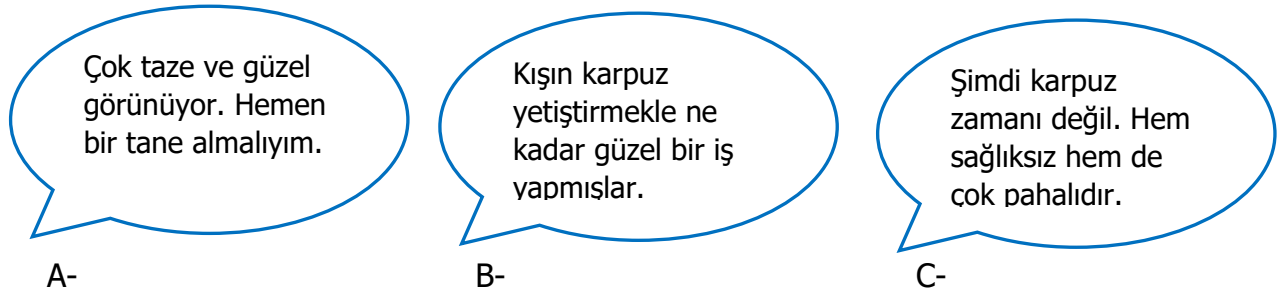 Çok taze ve güzel
görünüyor. Hemen
bir tane almalıyım.
A-
Kışın karpuz
yetiştirmekle ne
kadar güzel bir iş
yapmışlar.
B-
Şimdi karpuz
zamanı değil. Hem
sağlıksız hem de
çok pahalıdır.
C-